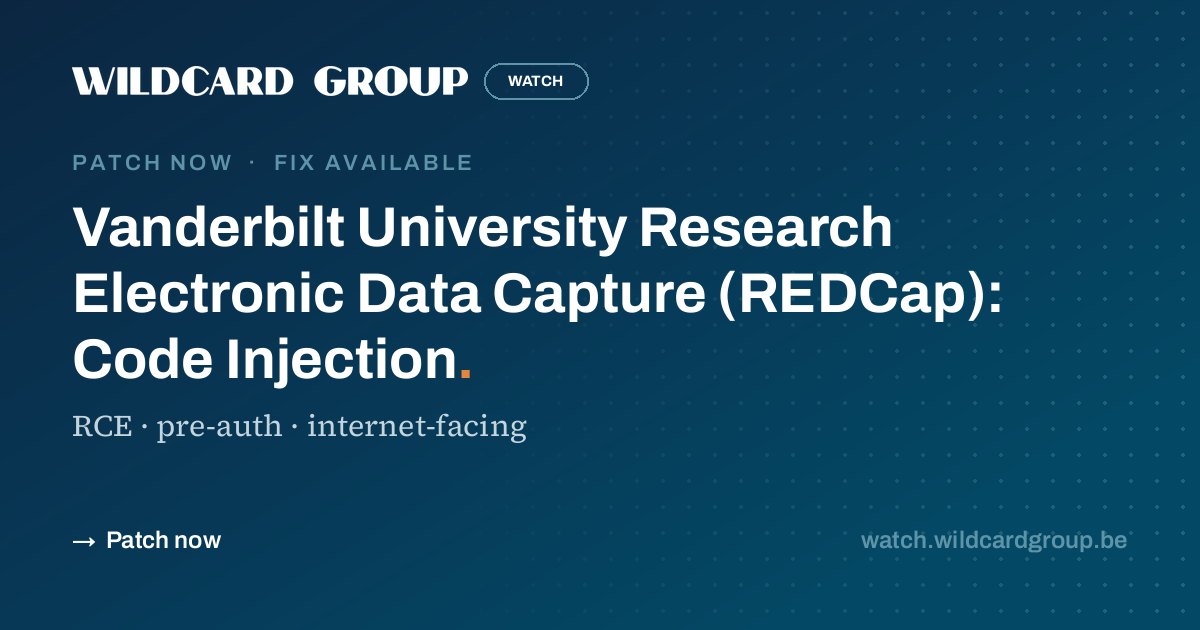 WILDCARD GROUP WATCH
PATCH NOW · FIX AVAILABLE
Vanderbilt University Research
Electronic Data Capture (REDCap):
Code Injection.
RCE · pre-auth · internet-facing
→ Patch now
watch.wildcardgroup.be